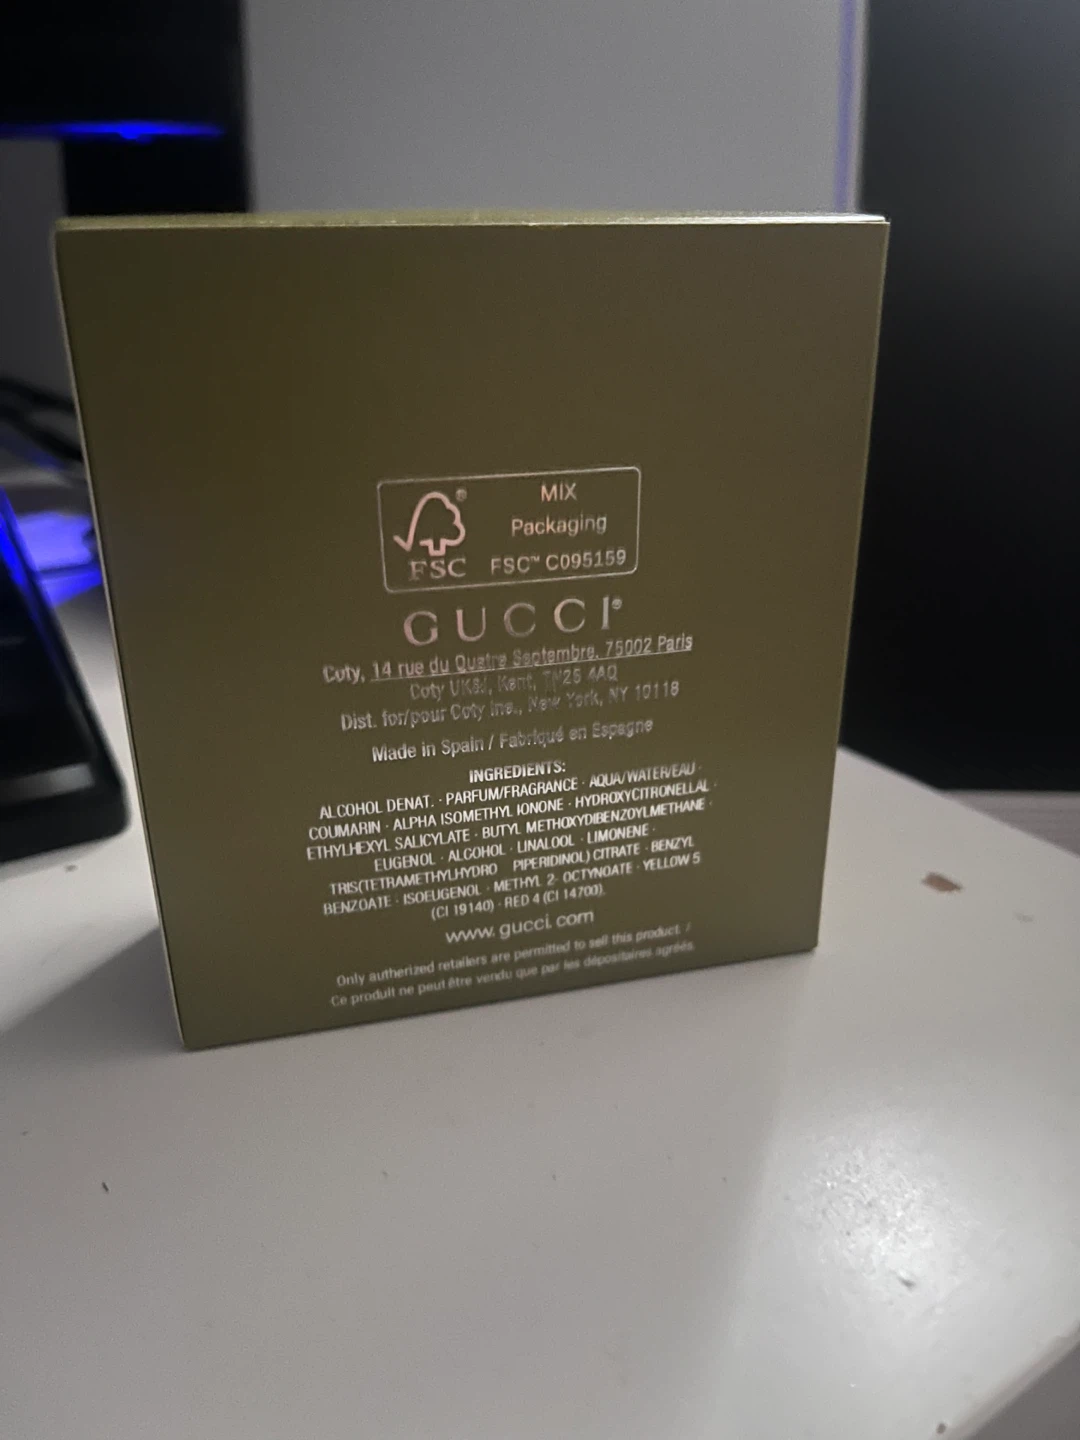 MIX
Packaging
FSC® FSC™ C095159
GUCCI®
Coty, 14 rue du Quatre Septembre, 75002 Paris
Coty UK&I, Kent, TN25 4AQ
Dist. for/pour Coty Inc., New York, NY 10118
Made in Spain / Fabriqué en Espagne
INGREDIENTS:
ALCOHOL DENAT. · PARFUM/FRAGRANCE · AQUA/WATER/EAU ·
COUMARIN · ALPHA ISOMETHYL IONONE · HYDROXYCITRONELLAL ·
ETHYLHEXYL SALICYLATE · BUTYL METHOXYDIBENZOYLMETHANE ·
EUGENOL · ALCOHOL · LINALOOL · LIMONENE ·
TRIS(TETRAMETHYLHYDRO PIPERIDINOL) CITRATE · BENZYL
BENZOATE · ISOEUGENOL · METHYL 2- OCTYNOATE · YELLOW 5
(CI 19140) · RED 4 (CI 14700).
www.gucci.com
Only autherized retailers are permitted to sell this product. /
Ce produit ne peut être vendu que par les dépositaires agréés.